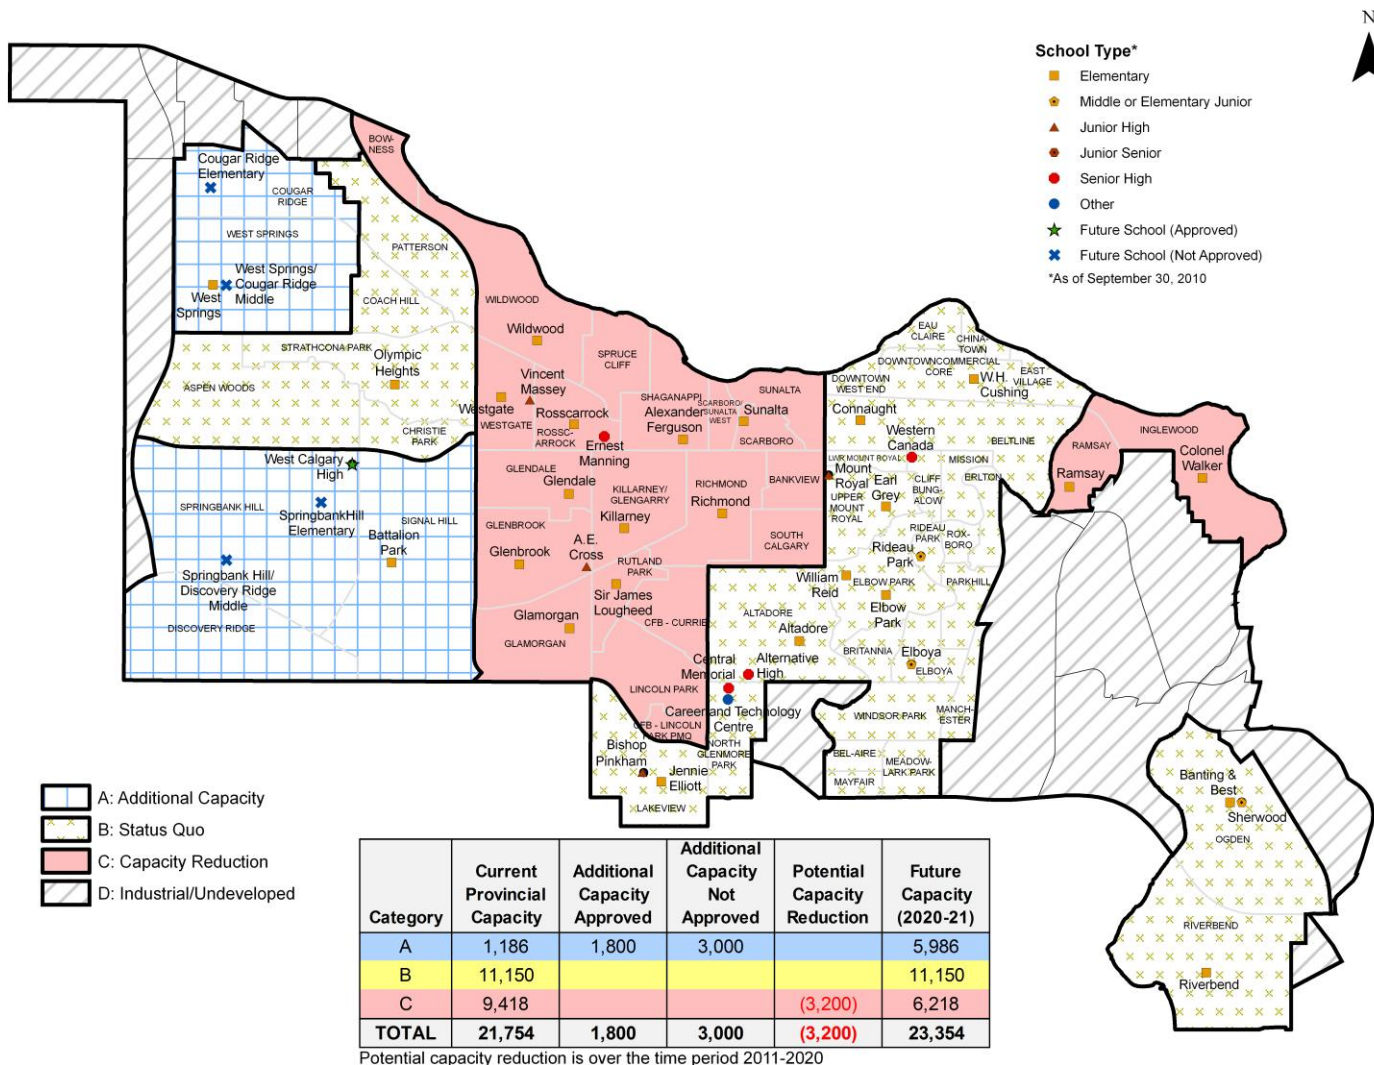 N
School Type*
Elementary
Middle or Elementary Junior
Junior High
Junior Senior
Senior High
Other
Future School (Approved)
Future School (Not Approved)
*As of September 30, 2010
BOW-
NESS
Cougar Ridge
Elementary
COUGAR
RIDGE
WEST SPRINGS
West Springs/
Cougar Ridge
Middle
West
Springs
PATTERSON
COACH HILL
STRATHCONA PARK
ASPEN WOODS
Olympic
Heights
CHRISTIE
PARK
West Calgary
High
SPRINGBANK HILL
SpringbankHill
Elementary
SIGNAL HILL
Battalion
Park
Springbank Hill/
Discovery Ridge
Middle
DISCOVERY RIDGE
WILDWOOD
Wildwood
SPRUCE
CLIFF
Vincent
Massey
Westgate
WESTGATE
Rosscarrock
ROSSC-
ARROCK
Ernest
Manning
SHAGANAPPI
Alexander
Ferguson
SCARBORO/
SUNALTA
WEST
SUNALTA
Sunalta
SCARBORO
GLENDALE
Glendale
KILLARNEY/
GLENGARRY
Killarney
RICHMOND
Richmond
BANKVIEW
GLENBROOK
Glenbrook
A.E.
Cross
RUTLAND
PARK
SOUTH
CALGARY
Sir James
Lougheed
Glamorgan
GLAMORGAN
CFB - CURRIE
LINCOLN PARK
CFB - LINCOLN
PARK PMQ
Bishop
Pinkham
Jennie
Elliott
LAKEVIEW
EAU
CLAIRE
CHINA-
TOWN
DOWNTOWN
COMMERCIAL
CORE
EAST
VILLAGE
DOWNTOWN
WEST END
W.H.
Cushing
Connaught
Western
Canada
BELTLINE
LWR MOUNT ROYAL
MISSION
Mount
Royal
Earl
Grey
CLIFF
BUNG-
ALOW
ERLTON
UPPER
MOUNT
ROYAL
RIDEAU
PARK
ROX-
BORO
Rideau
Park
William
Reid
ELBOW PARK
PARKHILL
Elbow
Park
ALTADORE
Altadore
BRITANNIA
Elboya
ELBOYA
Central
Memorial
Alternative
High
Career and Technology
Centre
NORTH
GLENMORE
PARK
WINDSOR PARK
MANCH-
ESTER
BEL-AIRE
MEADOW-
LARK PARK
MAYFAIR
RAMSAY
Ramsay
INGLEWOOD
Colonel
Walker
Banting &
Best
Sherwood
OGDEN
RIVERBEND
Riverbend
A: Additional Capacity
B: Status Quo
C: Capacity Reduction
D: Industrial/Undeveloped
Category Current Provincial Capacity Additional Capacity Approved Additional Capacity Not Approved Potential Capacity Reduction Future Capacity (2020-21)
A 1,186 1,800 3,000 5,986
B 11,150 11,150
C 9,418 (3,200) 6,218
TOTAL 21,754 1,800 3,000 (3,200) 23,354
Potential capacity reduction is over the time period 2011-2020